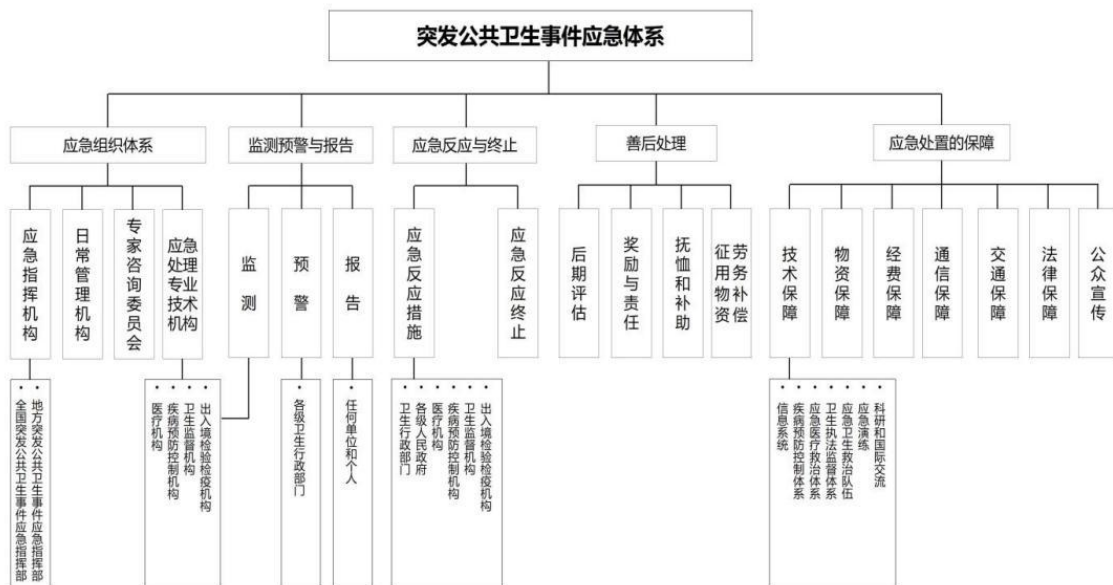 突发公共卫生事件应急体系
应急组织体系
监测预警与报告
应急反应与终止
善后处理
应急处置的保障
应急指挥机构
日常管理机构
专家咨询委员会
应急处理专业技术机构
监测
预警
报告
应急反应措施
应急反应终止
后期评估
奖励与责任
抚恤和补助
征用物资
劳务补偿
技术保障
物资保障
经费保障
通信保障
交通保障
法律保障
公众宣传
• 全国突发公共卫生事件应急指挥部
• 地方突发公共卫生事件应急指挥部
• 医疗机构
• 疾病预防控制机构
• 卫生监督机构
• 出入境检验检疫机构
• 各级卫生行政部门
• 任何单位和个人
• 卫生行政部门
• 各级人民政府
• 医疗机构
• 疾病预防控制机构
• 卫生监督机构
• 出入境检验检疫机构
• 信息系统
• 疾病预防控制体系
• 应急医疗救治体系
• 卫生执法监督体系
• 应急卫生救治队伍
• 应急演练
• 科研和国际交流